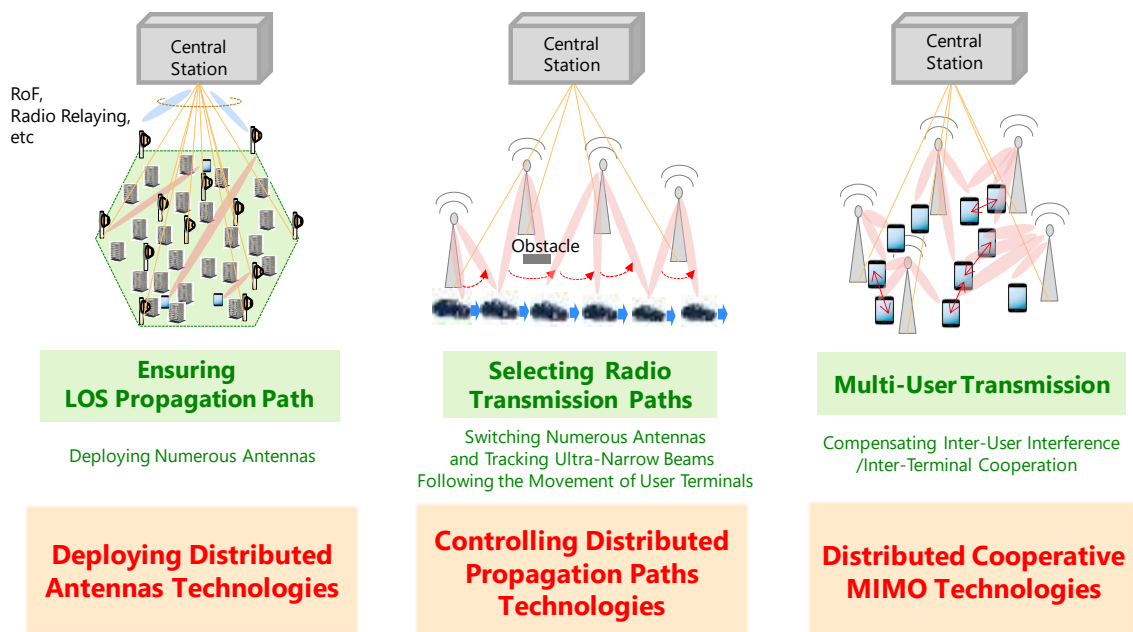 Central
Station
RoF,
Radio Relaying,
etc
Ensuring
LOS Propagation Path
Deploying Numerous Antennas
Deploying Distributed
Antennas Technologies
Central
Station
Obstacle
Selecting Radio
Transmission Paths
Switching Numerous Antennas
and Tracking Ultra-Narrow Beams
Following the Movement of User Terminals
Controlling Distributed
Propagation Paths
Technologies
Central
Station
Multi-User Transmission
Compensating Inter-User Interference
/Inter-Terminal Cooperation
Distributed Cooperative
MIMO Technologies